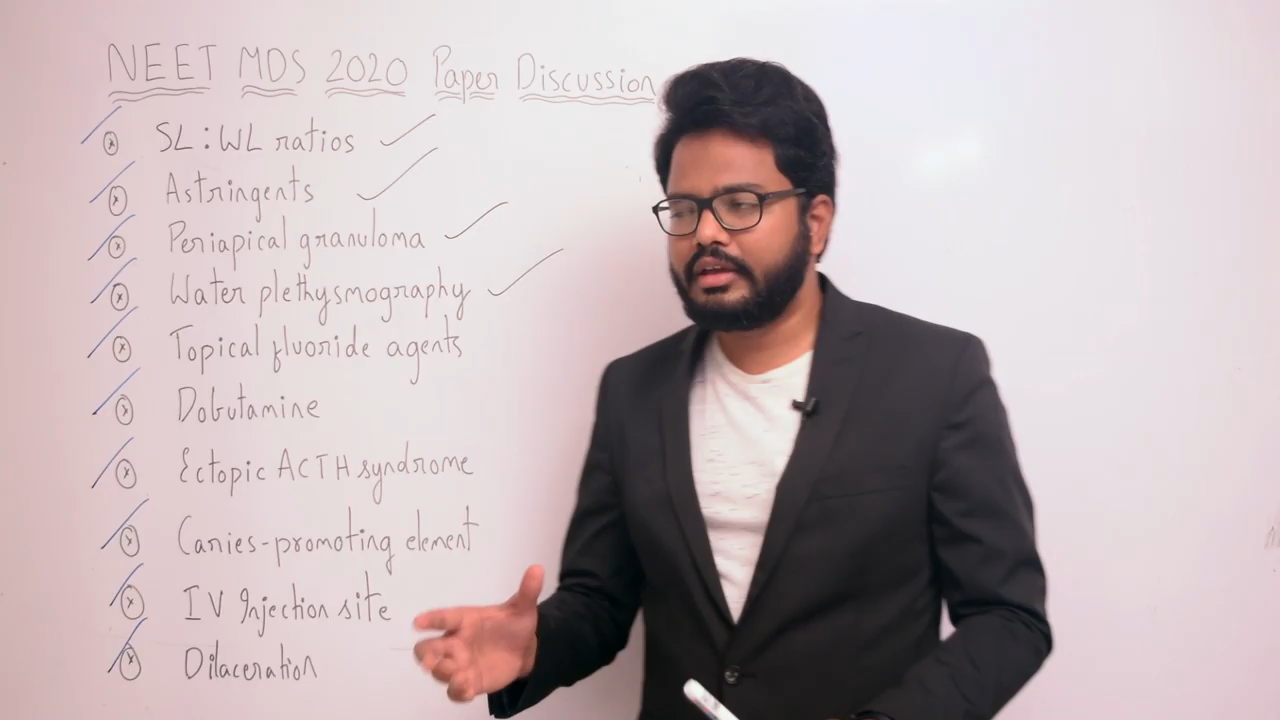 NEET MDS 2020 Paper Discussion
SL:WL ratios
Astringents
Periapical granuloma
Water plethysmography
Topical fluoride agents
Dobutamine
Ectopic ACTH syndrome
Caries-promoting element
IV Injection site
Dilaceration